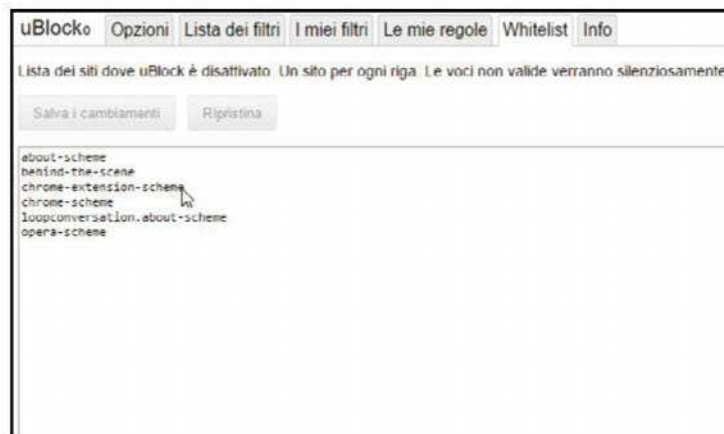 uBlock₀ Opzioni Lista dei filtri I miei filtri Le mie regole Whitelist Info
Lista dei siti dove uBlock è disattivato. Un sito per ogni riga. Le voci non valide verranno silenziosamente
Salva i cambiamenti Ripristina
about-scheme
behind-the-scene
chrome-extension-scheme
chrome-scheme
loopconversation.about-scheme
opera-scheme